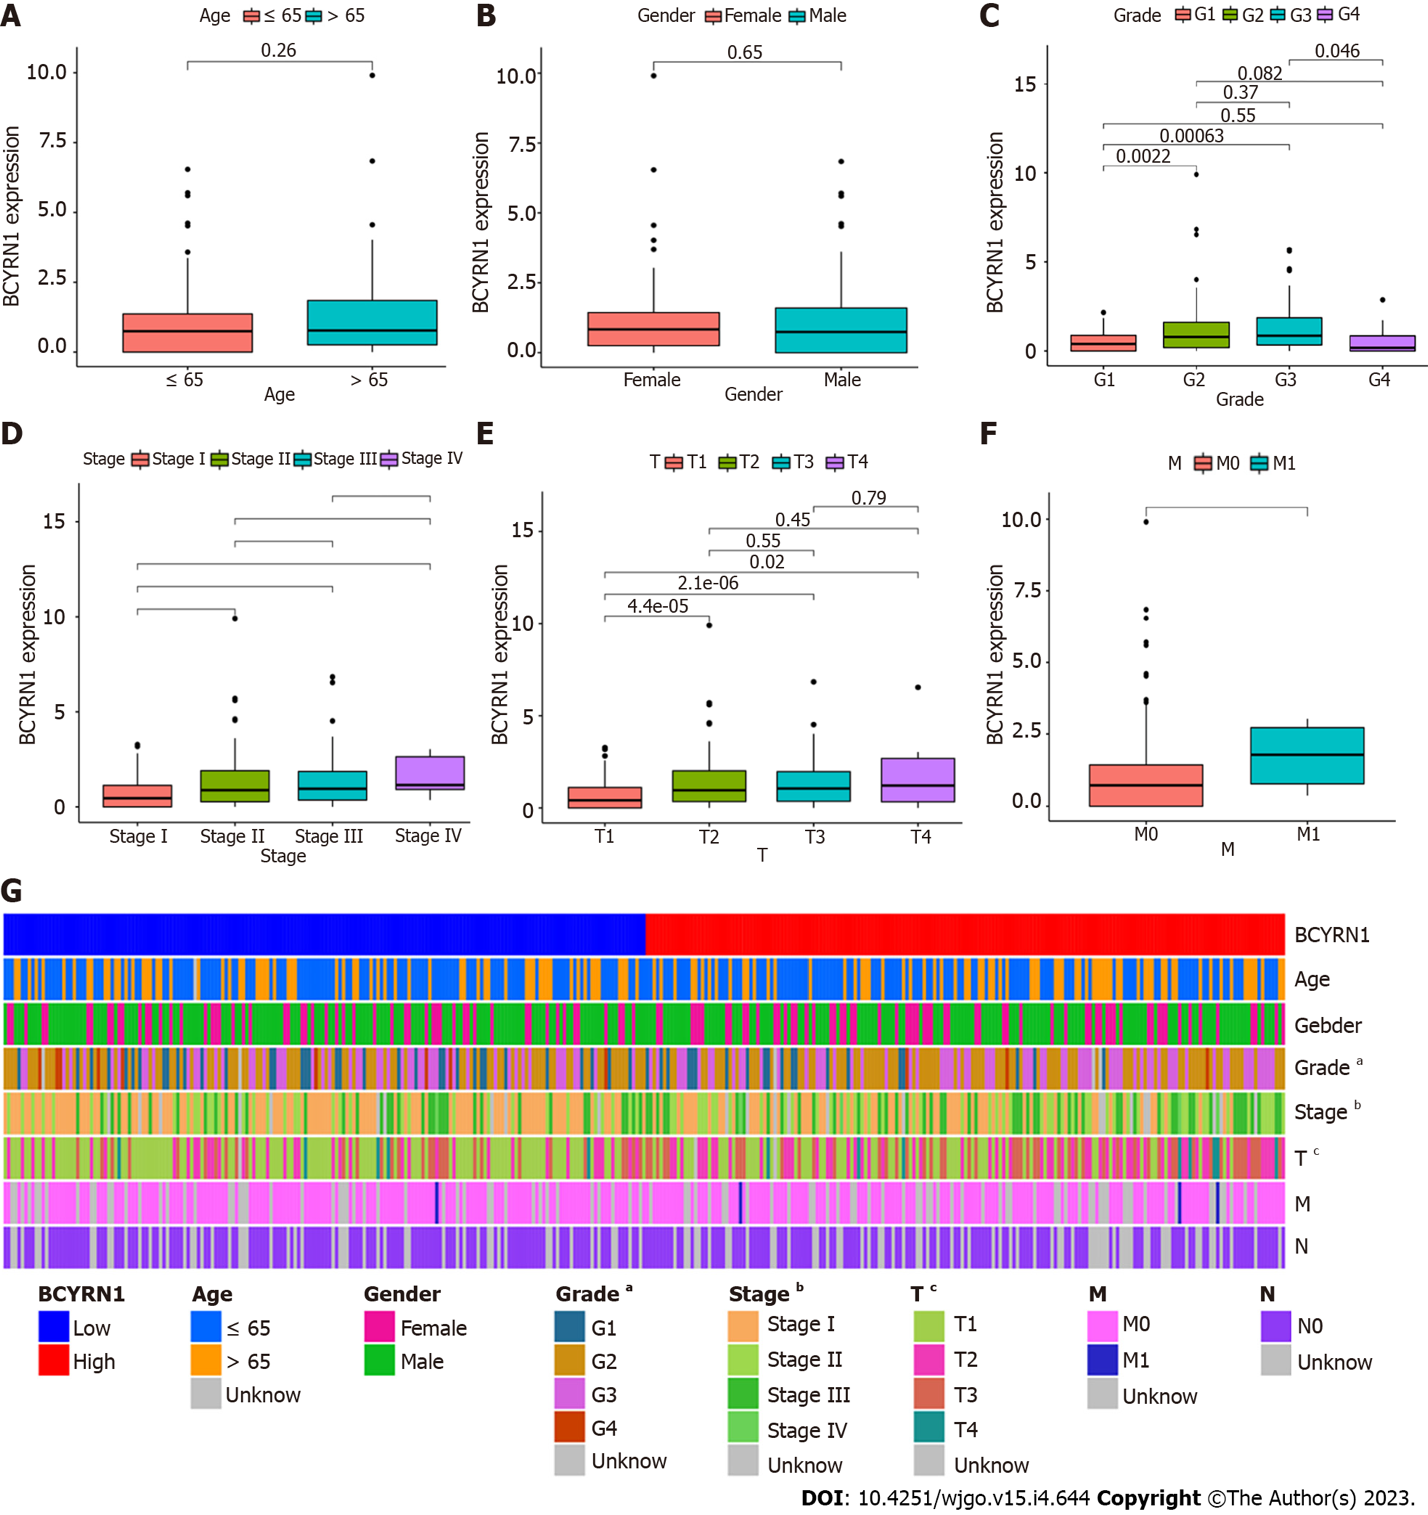 A
Age ≤ 65 > 65
BCYRN1 expression
10.0
7.5
5.0
2.5
0.0
0.26
≤ 65 > 65
Age
B
Gender Female Male
BCYRN1 expression
10.0
7.5
5.0
2.5
0.0
0.65
Female Male
Gender
C
Grade G1 G2 G3 G4
BCYRN1 expression
15
10
5
0
0.046
0.082
0.37
0.55
0.00063
0.0022
G1 G2 G3 G4
Grade
D
Stage Stage I Stage II Stage III Stage IV
BCYRN1 expression
15
10
5
0
Stage I Stage II Stage III Stage IV
Stage
E
T T1 T2 T3 T4
BCYRN1 expression
15
10
5
0
0.79
0.45
0.55
0.02
2.1e-06
4.4e-05
T1 T2 T3 T4
T
F
M M0 M1
BCYRN1 expression
10.0
7.5
5.0
2.5
0.0
M0 M1
M
G
BCYRN1
Age
Gebder
Grade a
Stage b
T c
M
N
BCYRN1
Low
High
Age
≤ 65
> 65
Unknow
Gender
Female
Male
Grade a
G1
G2
G3
G4
Unknow
Stage b
Stage I
Stage II
Stage III
Stage IV
Unknow
T c
T1
T2
T3
T4
Unknow
M
M0
M1
Unknow
N
N0
Unknow
DOI: 10.4251/wjgo.v15.i4.644 Copyright ©The Author(s) 2023.